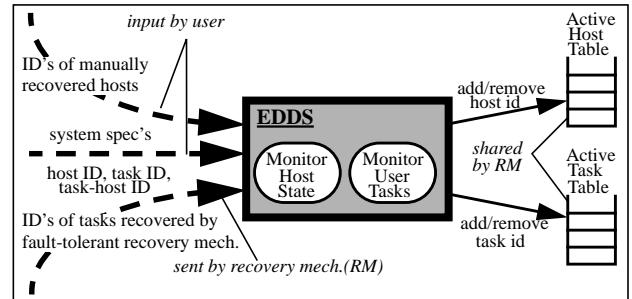 input by user
ID's of manually
recovered hosts
system spec's
host ID, task ID,
task-host ID
ID's of tasks recovered by
fault-tolerant recovery mech.
sent by recovery mech.(RM)
EDDS
Monitor
Host
State
Monitor
User
Tasks
add/remove
host id
add/remove
task id
Active
Host
Table
shared
by RM
Active
Task
Table